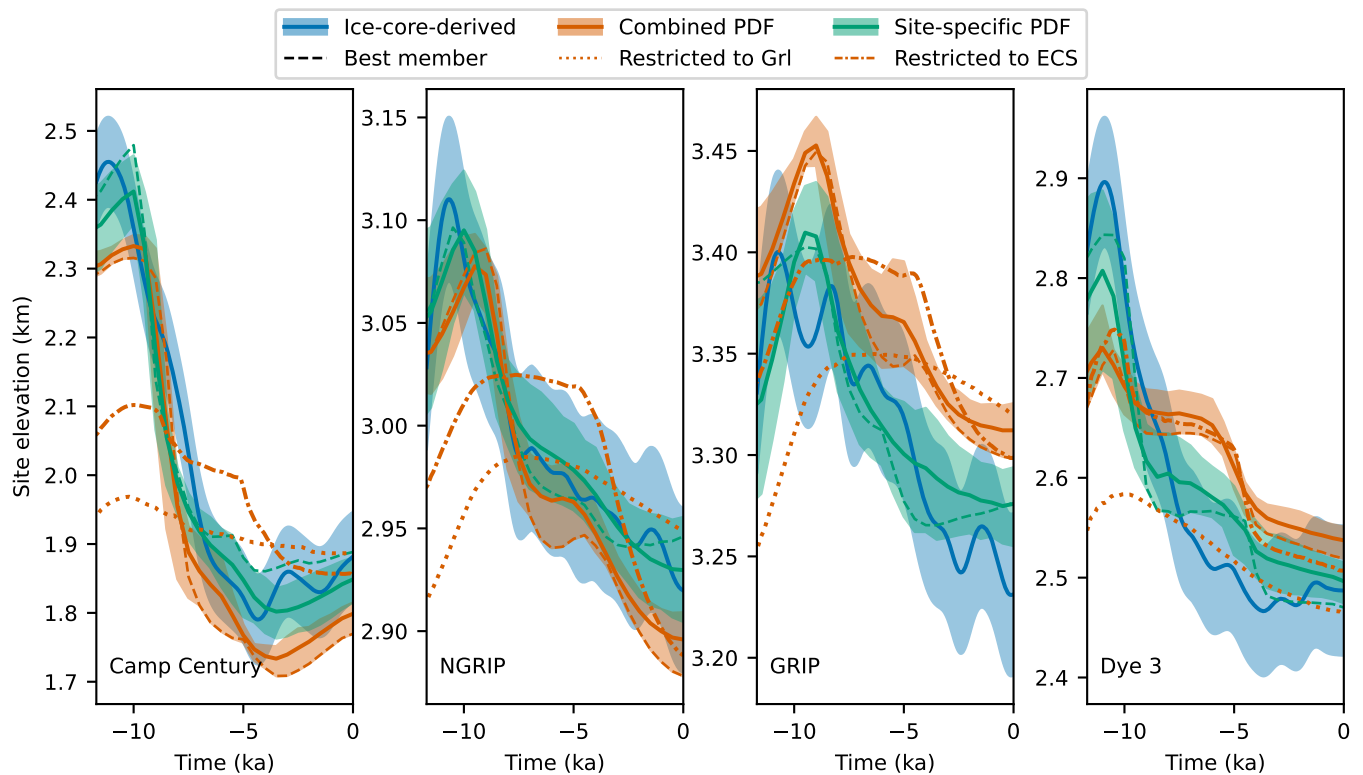 Ice-core-derived Combined PDF Site-specific PDF
Best member Restricted to Grl Restricted to ECS
Site elevation (km)
2.5
2.4
2.3
2.2
2.1
2.0
1.9
1.8
1.7
Camp Century
−10 −5 0
Time (ka)
3.15
3.10
3.05
3.00
2.95
2.90
NGRIP
−10 −5 0
Time (ka)
3.45
3.40
3.35
3.30
3.25
3.20
GRIP
−10 −5 0
Time (ka)
2.9
2.8
2.7
2.6
2.5
2.4
Dye 3
−10 −5 0
Time (ka)